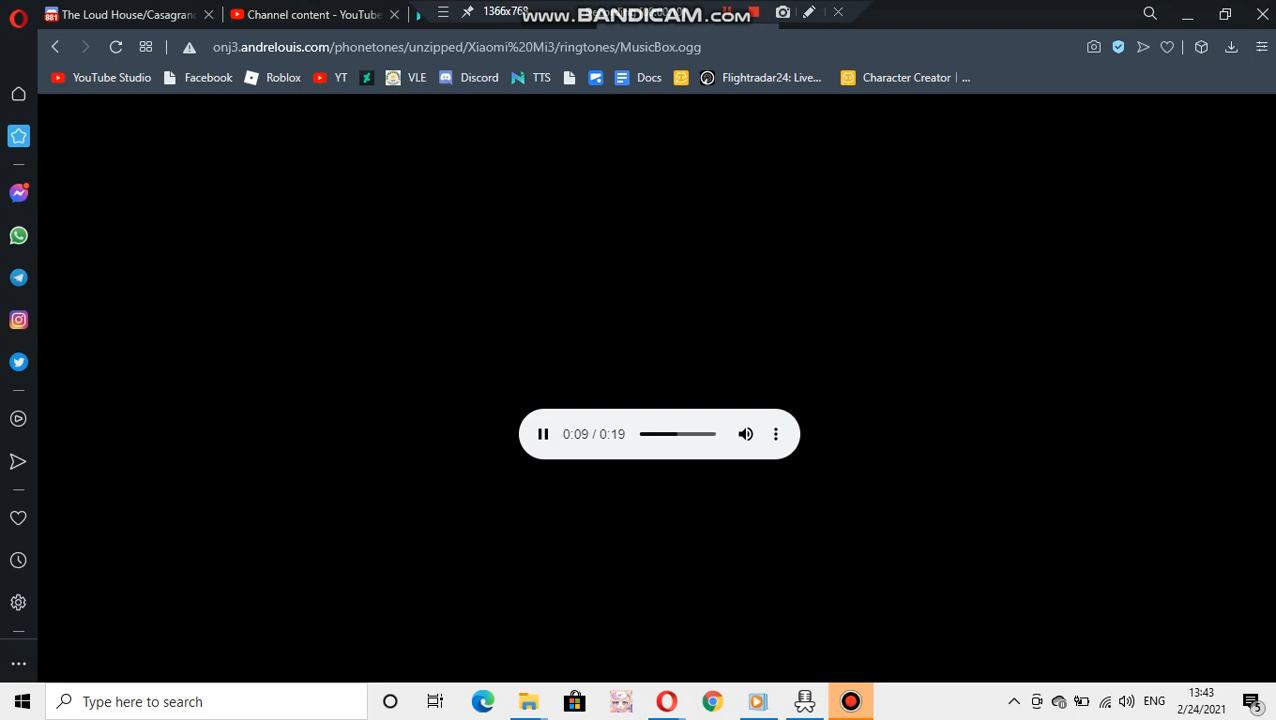 881 The Loud House/Casagran
Channel content - YouTube
1366x768
www.BANDICAM.com
onj3.andrelouis.com/phonetones/unzipped/Xiaomi%20Mi3/ringtones/MusicBox.ogg
YouTube Studio Facebook Roblox YT VLE Discord TTS Docs Flightradar24: Live... Character Creator | ...
0:09 / 0:19
Type here to search
ENG
13:43
2/24/2021
5